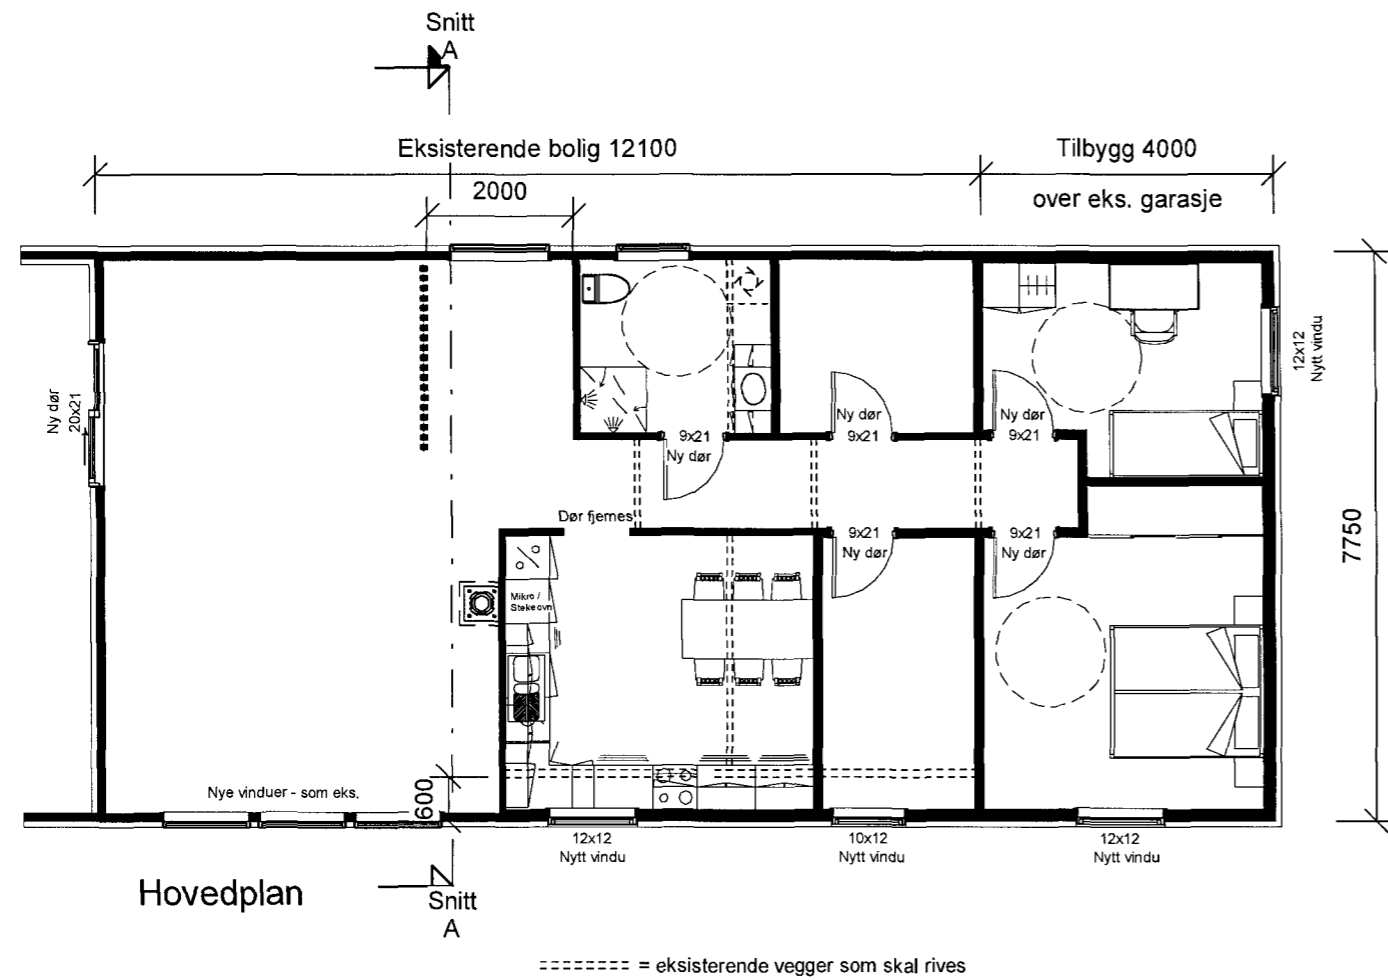 Snitt
A
Eksisterende bolig 12100
Tilbygg 4000
2000
over eks. garasje
Ny dør
20x21
12x12
Nytt vindu
Ny dør
9x21
Ny dør
9x21
9x21
Ny dør
Dør fjernes
9x21
Ny dør
9x21
Ny dør
7750
Mikro /
Stekeovn
Nye vinduer - som eks.
600
12x12
Nytt vindu
10x12
Nytt vindu
12x12
Nytt vindu
Hovedplan
Snitt
A
= eksisterende vegger som skal rives